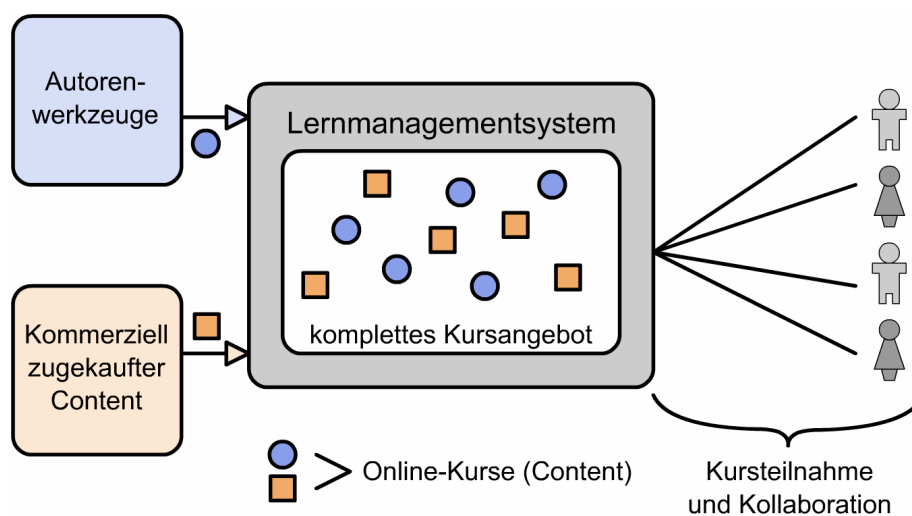 Autoren-
werkzeuge
Lernmanagementsystem
komplettes Kursangebot
Kommerziell
zugekaufter
Content
Online-Kurse (Content)
Kursteilnahme
und Kollaboration